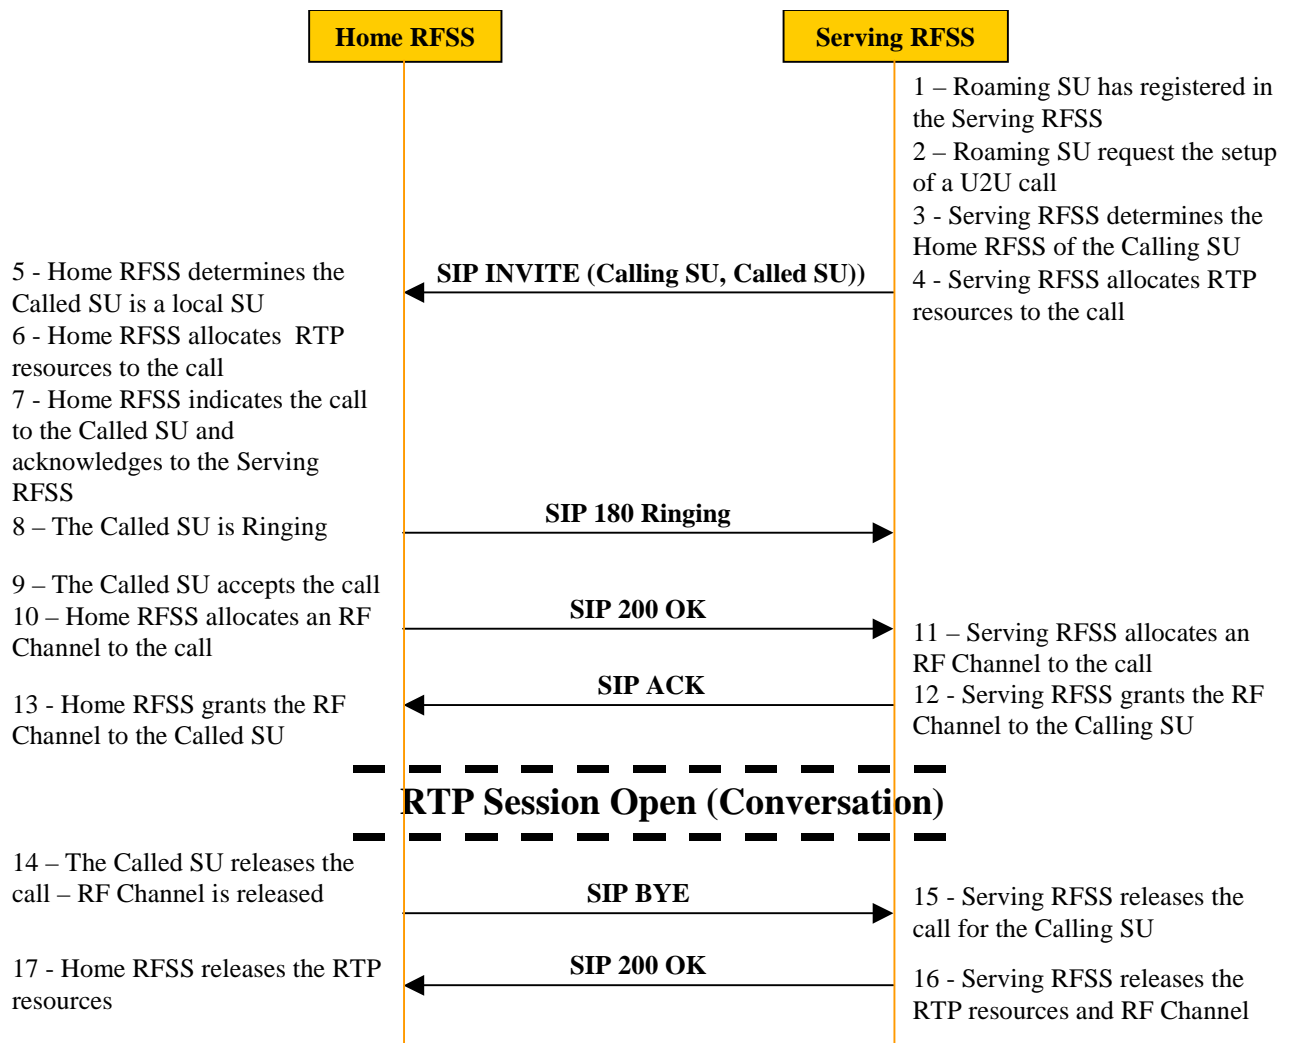 Home RFSS
Serving RFSS
1 – Roaming SU has registered in
the Serving RFSS
2 – Roaming SU request the setup
of a U2U call
3 - Serving RFSS determines the
Home RFSS of the Calling SU
4 - Serving RFSS allocates RTP
resources to the call
SIP INVITE (Calling SU, Called SU))
5 - Home RFSS determines the
Called SU is a local SU
6 - Home RFSS allocates  RTP
resources to the call
7 - Home RFSS indicates the call
to the Called SU and
acknowledges to the Serving
RFSS
8 – The Called SU is Ringing
SIP 180 Ringing
9 – The Called SU accepts the call
10 – Home RFSS allocates an RF
Channel to the call
SIP 200 OK
11 – Serving RFSS allocates an
RF Channel to the call
12 - Serving RFSS grants the RF
Channel to the Calling SU
SIP ACK
13 - Home RFSS grants the RF
Channel to the Called SU
RTP Session Open (Conversation)
14 – The Called SU releases the
call – RF Channel is released
SIP BYE
15 - Serving RFSS releases the
call for the Calling SU
SIP 200 OK
16 - Serving RFSS releases the
RTP resources and RF Channel
17 - Home RFSS releases the RTP
resources